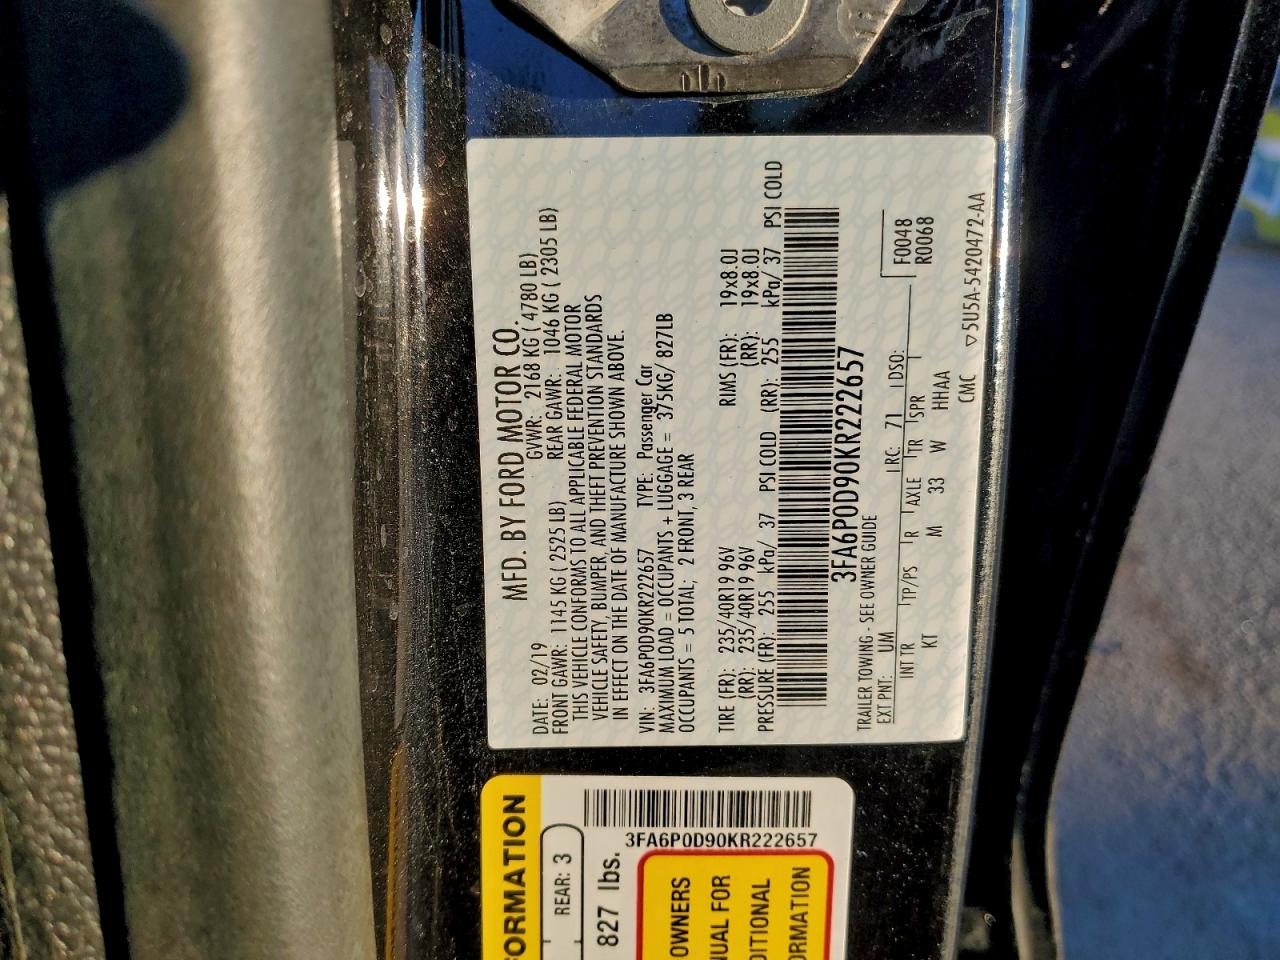 MFD. BY FORD MOTOR CO.
DATE: 02/19 GVWR: 2168 KG ( 4780 LB)
FRONT GAWR: 1145 KG ( 2525 LB) REAR GAWR: 1046 KG ( 2305 LB)
THIS VEHICLE CONFORMS TO ALL APPLICABLE FEDERAL MOTOR
VEHICLE SAFETY, BUMPER, AND THEFT PREVENTION STANDARDS
IN EFFECT ON THE DATE OF MANUFACTURE SHOWN ABOVE.
VIN: 3FA6P0D90KR222657 TYPE: Passenger Car
MAXIMUM LOAD = OCCUPANTS + LUGGAGE = 375KG/ 827LB
OCCUPANTS = 5 TOTAL; 2 FRONT, 3 REAR
TIRE (FR): 235/40R19 96V RIMS (FR): 19x8.0J
(RR): 235/40R19 96V (RR): 19x8.0J
PRESSURE (FR): 255 kPa/ 37 PSI COLD (RR): 255 kPa/ 37 PSI COLD
3FA6P0D90KR222657
TRAILER TOWING - SEE OWNER GUIDE
EXT PNT: UM RC: 71 DSO: F0048
INT TR TP/PS R AXLE TR SPR R0068
KT M 33 W HHAA
CMC ▽5U5A-5420472-AA
FORMATION
REAR: 3
3FA6P0D90KR222657
827 lbs.
OWNERS
NUAL FOR
DITIONAL
ORMATION